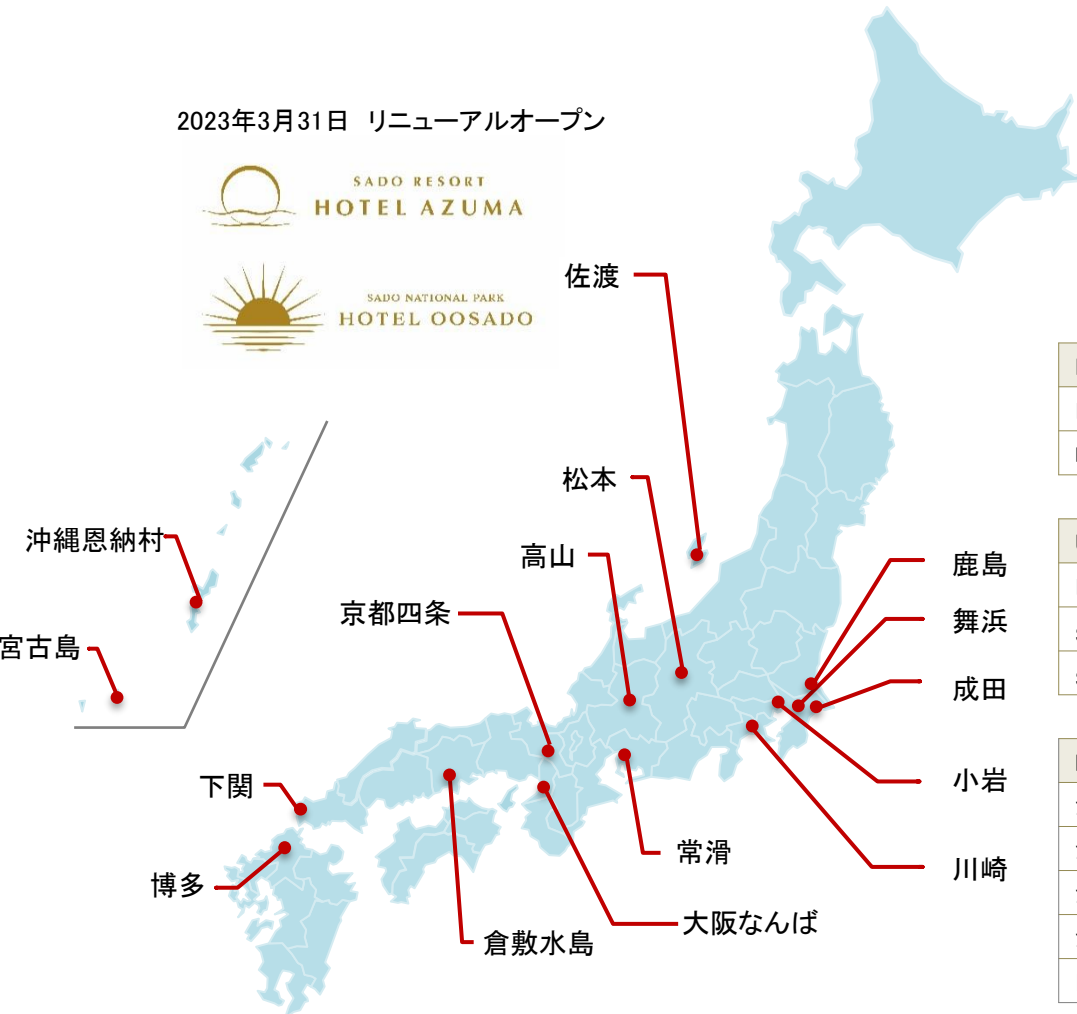 2023年3月31日 リニューアルオープン
SADO RESORT
HOTEL AZUMA
SADO NATIONAL PARK
HOTEL OOSADO
佐渡
松本
高山
京都四条
沖縄恩納村
宮古島
下関
博多
倉敷水島
大阪なんば
常滑
鹿島
舞浜
成田
小岩
川崎